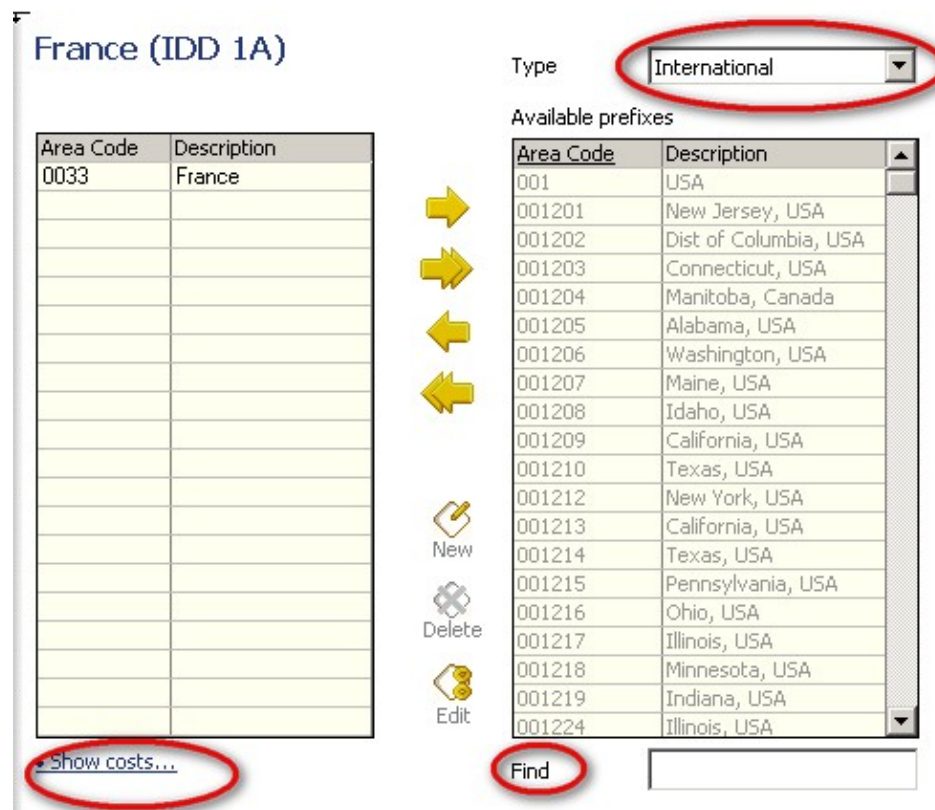 France (IDD 1A)
Type International
Available prefixes
Area Code Description
0033 France
Area Code Description
001 USA
001201 New Jersey, USA
001202 Dist of Columbia, USA
001203 Connecticut, USA
001204 Manitoba, Canada
001205 Alabama, USA
001206 Washington, USA
001207 Maine, USA
001208 Idaho, USA
001209 California, USA
001210 Texas, USA
001212 New York, USA
001213 California, USA
001214 Texas, USA
001215 Pennsylvania, USA
001216 Ohio, USA
001217 Illinois, USA
001218 Minnesota, USA
001219 Indiana, USA
001224 Illinois, USA
New
Delete
Edit
Show costs...
Find